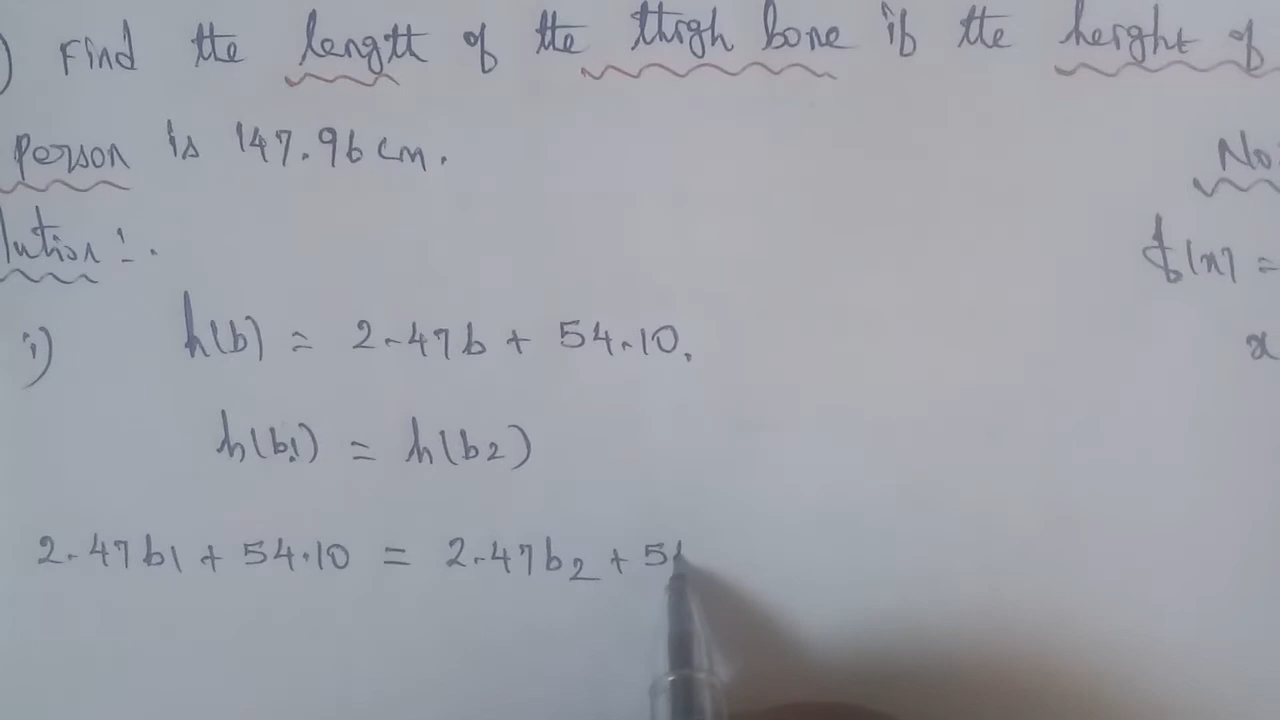 ) Find the length of the thigh bone if the height of
person is 147.96 cm.
No
lution :-
f(x) =
i) h(b) = 2.47b + 54.10.
x
h(b1) = h(b2)
2.47b1 + 54.10 = 2.47b2 + 54